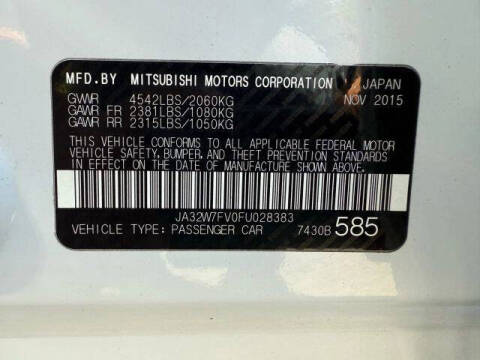 MFD.BY MITSUBISHI MOTORS CORPORATION JAPAN
GVWR 4542LBS/2060KG NOV 2015
GAWR FR 2381LBS/1080KG
GAWR RR 2315LBS/1050KG
THIS VEHICLE CONFORMS TO ALL APPLICABLE FEDERAL MOTOR
VEHICLE SAFETY, BUMPER, AND THEFT PREVENTION STANDARDS
IN EFFECT ON THE DATE OF MANUFACTURE SHOWN ABOVE.
JA32W7FV0FU028383
VEHICLE TYPE: PASSENGER CAR 7430B 585